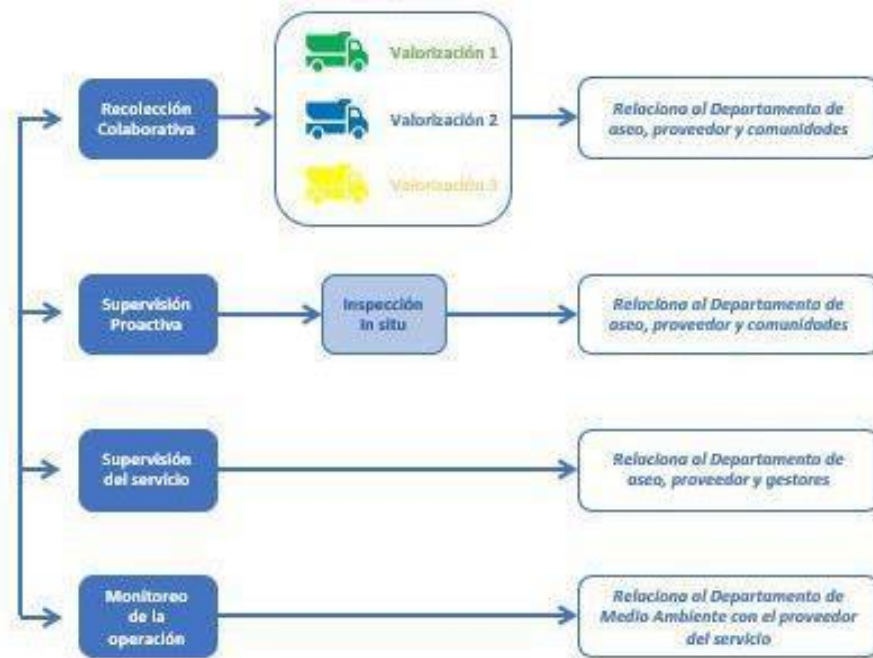 Valorización 1
Recolección
Colaborativa
Valorización 2
Relaciona al Departamento de
aseo, proveedor y comunidades
Valorización 3
Supervisión
Proactiva
Inspección
in situ
Relaciona al Departamento de
aseo, proveedor y comunidades
Supervisión
del servicio
Relaciona al Departamento de
aseo, proveedor y gestores
Monitoreo
de la
operación
Relaciona al Departamento de
Medio Ambiente con el proveedor
del servicio